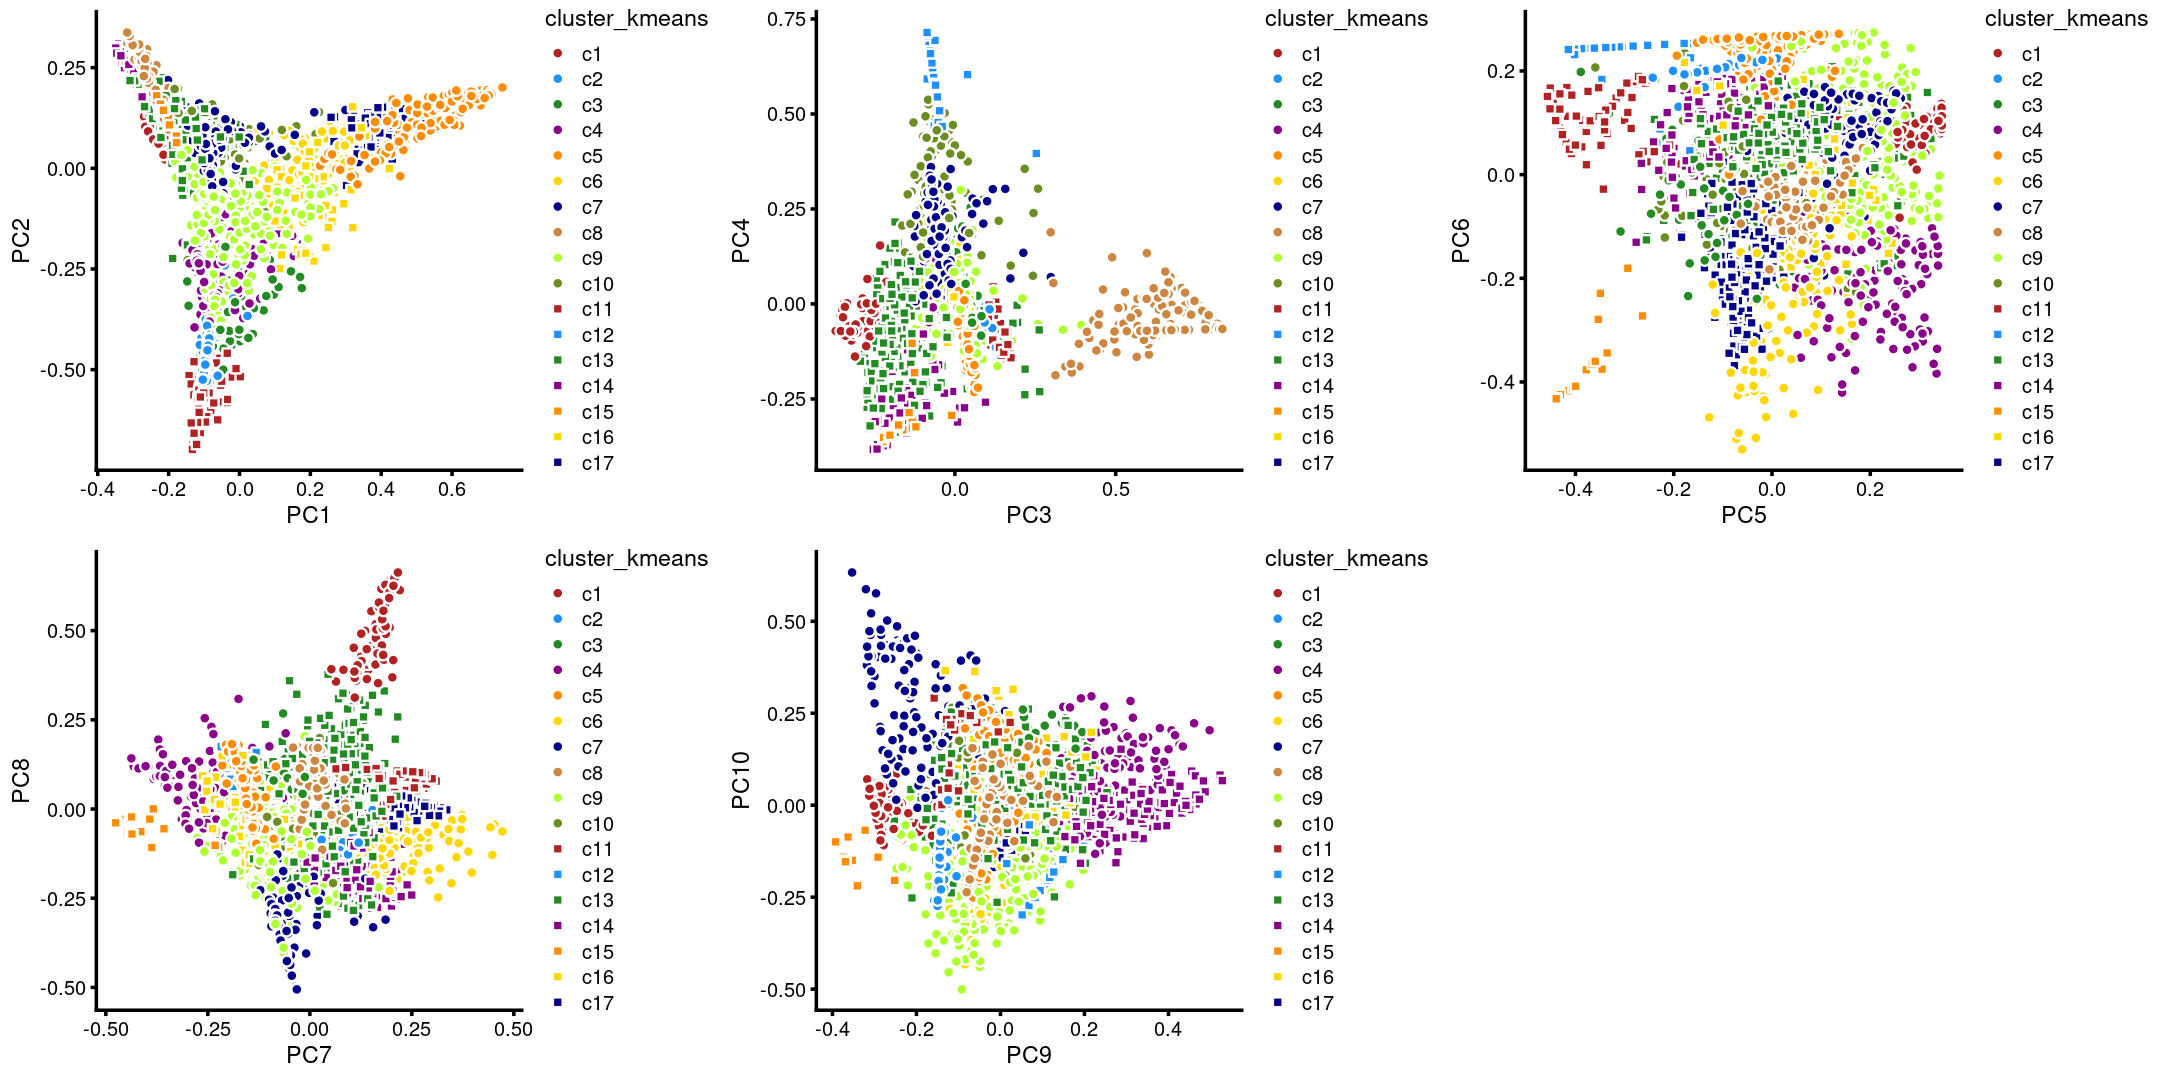 cluster_kmeans
c1
c2
c3
c4
c5
c6
c7
c8
c9
c10
c11
c12
c13
c14
c15
c16
c17
0.25
0.00
-0.25
-0.50
-0.4 -0.2 0.0 0.2 0.4 0.6
PC1
PC2
cluster_kmeans
c1
c2
c3
c4
c5
c6
c7
c8
c9
c10
c11
c12
c13
c14
c15
c16
c17
0.75
0.50
0.25
0.00
-0.25
0.0 0.5
PC3
PC4
cluster_kmeans
c1
c2
c3
c4
c5
c6
c7
c8
c9
c10
c11
c12
c13
c14
c15
c16
c17
0.2
0.0
-0.2
-0.4
-0.4 -0.2 0.0 0.2
PC5
PC6
cluster_kmeans
c1
c2
c3
c4
c5
c6
c7
c8
c9
c10
c11
c12
c13
c14
c15
c16
c17
0.50
0.25
0.00
-0.25
-0.50
-0.50 -0.25 0.00 0.25 0.50
PC7
PC8
cluster_kmeans
c1
c2
c3
c4
c5
c6
c7
c8
c9
c10
c11
c12
c13
c14
c15
c16
c17
0.50
0.25
0.00
-0.25
-0.50
-0.4 -0.2 0.0 0.2 0.4
PC9
PC10